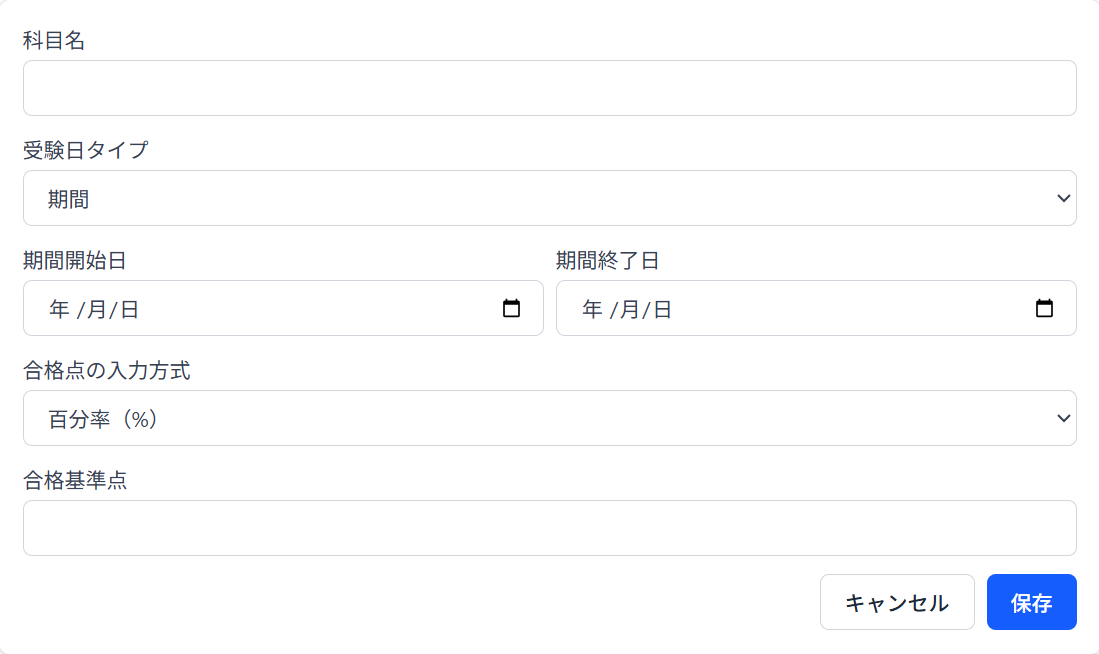 科目名
受験日タイプ
期間
期間開始日 期間終了日
年 /月/日 年 /月/日
合格点の入力方式
百分率（%）
合格基準点
キャンセル 保存